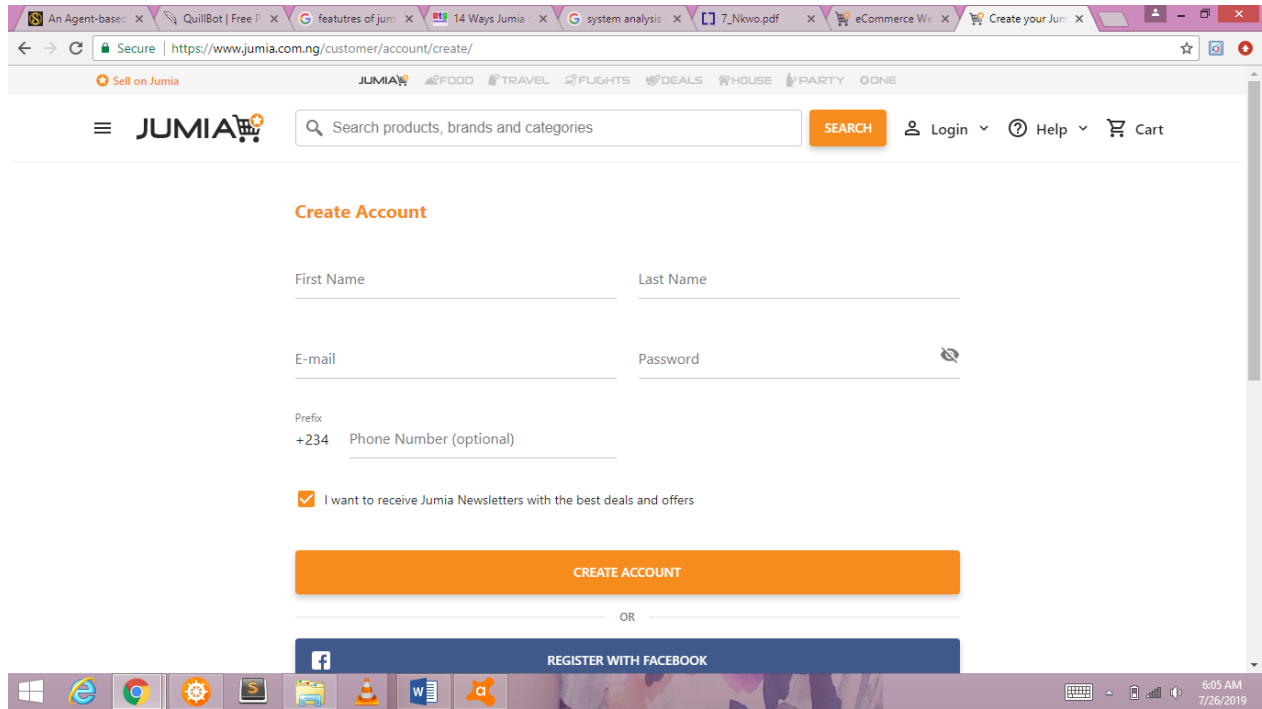 An Agent-based QuillBot | Free P featutres of jum 14 Ways Jumia system analysis 7_Nkwo.pdf eCommerce We Create your Jum
Secure | https://www.jumia.com.ng/customer/account/create/
Sell on Jumia JUMIA FOOD TRAVEL FLIGHTS DEALS HOUSE PARTY ONE
JUMIA Search products, brands and categories SEARCH Login Help Cart
Create Account
First Name Last Name
E-mail Password
Prefix
+234 Phone Number (optional)
I want to receive Jumia Newsletters with the best deals and offers
CREATE ACCOUNT
OR
REGISTER WITH FACEBOOK
6:05 AM
7/26/2019